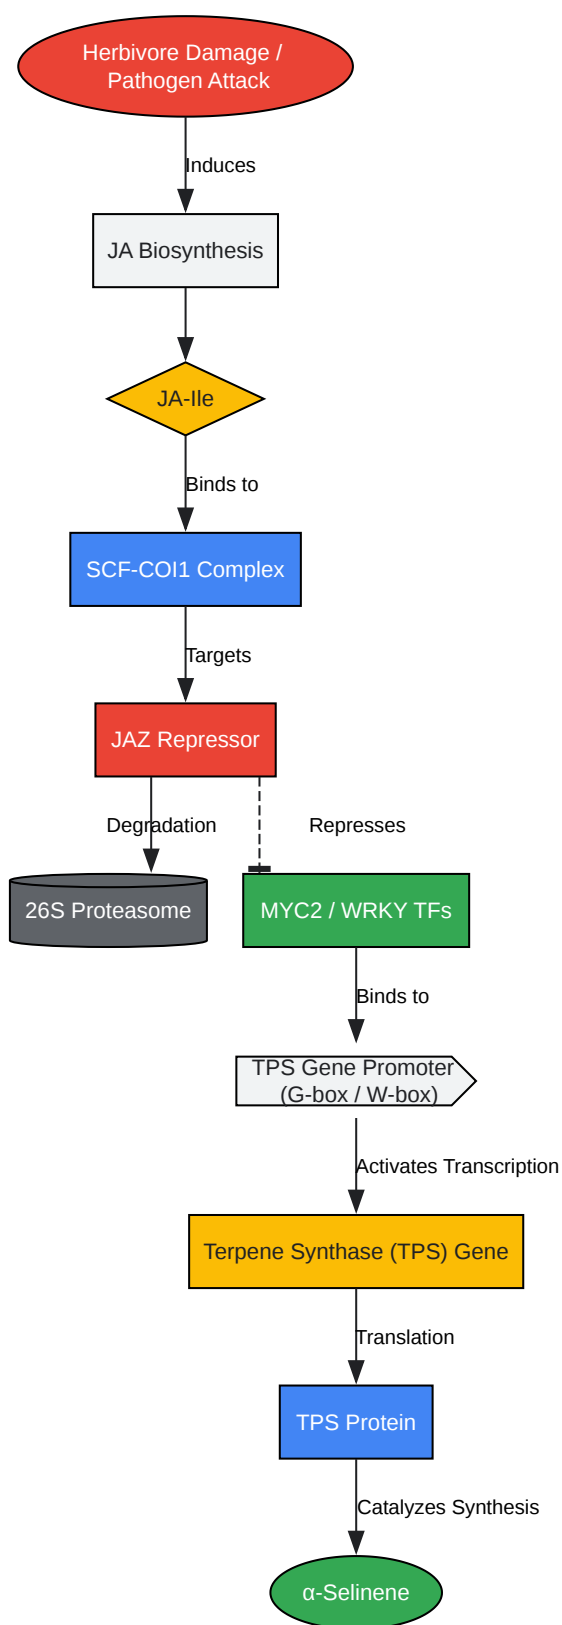 Herbivore Damage /
Pathogen Attack
Induces
JA Biosynthesis
JA-Ile
Binds to
SCF-COI1 Complex
Targets
JAZ Repressor
Degradation
Represses
26S Proteasome
MYC2 / WRKY TFs
Binds to
TPS Gene Promoter
(G-box / W-box)
Activates Transcription
Terpene Synthase (TPS) Gene
Translation
TPS Protein
Catalyzes Synthesis
α-Selinene